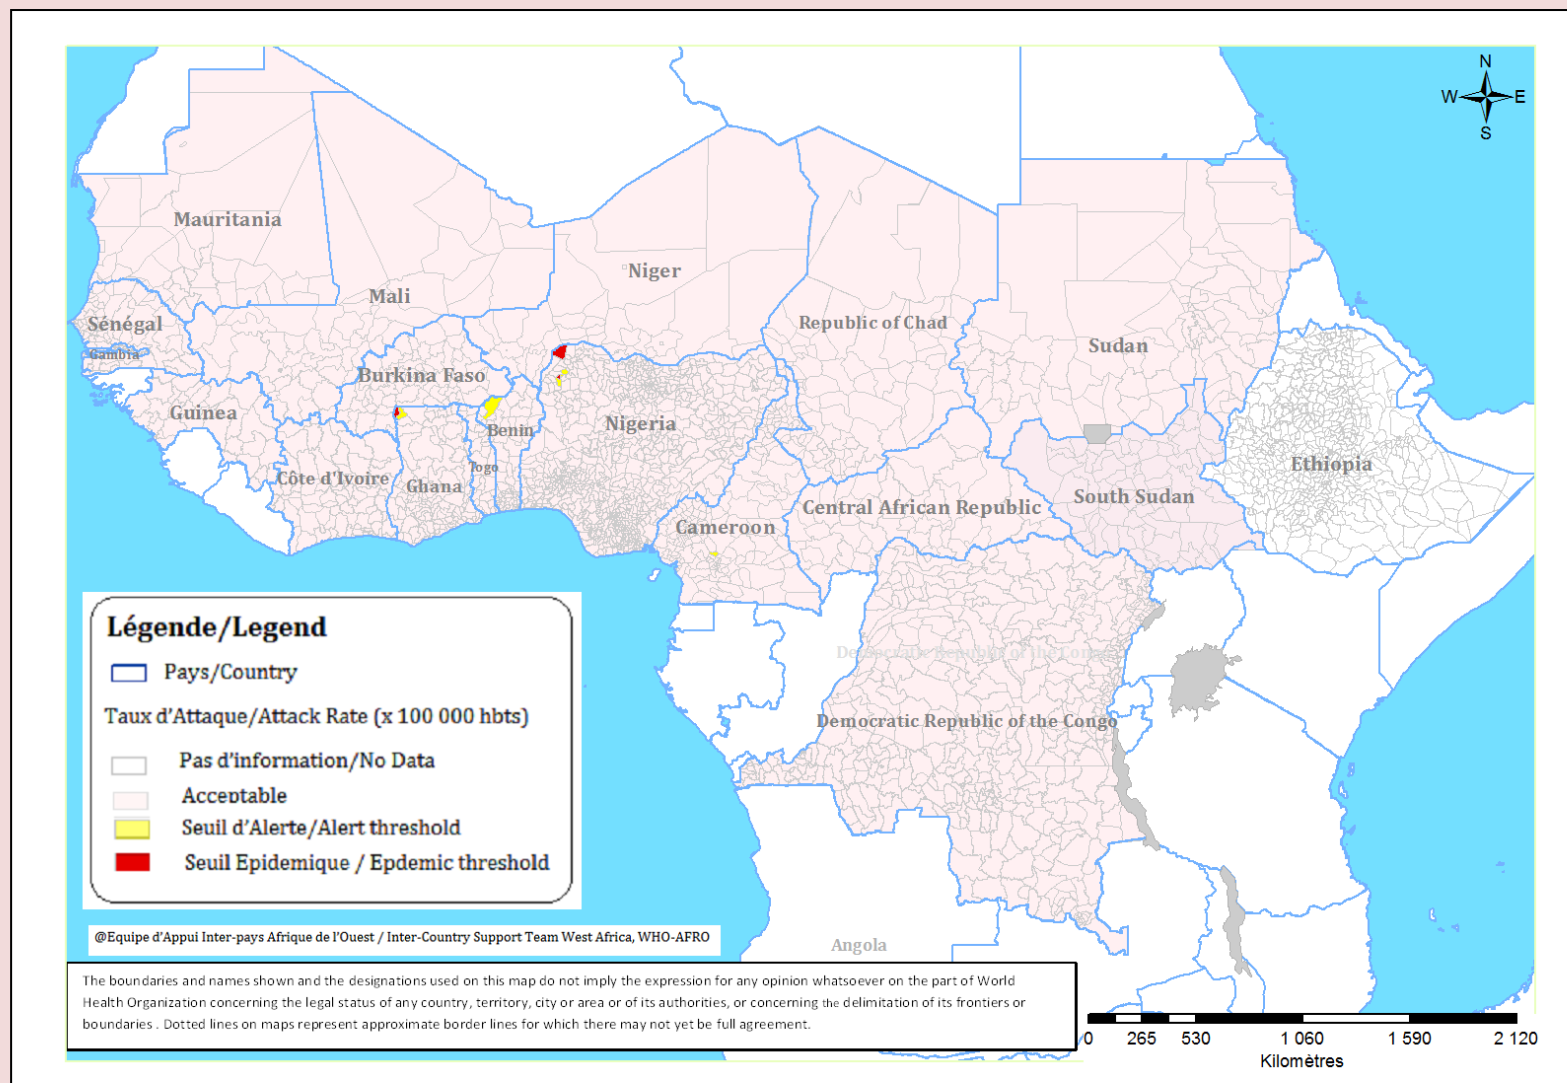 N
W E
S
Mauritania
Niger
Mali
Sénégal
Republic of Chad
Sudan
Gambia
Burkina Faso
Guinea
Nigeria
Benin
Ethiopia
Togo
Côte d'Ivoire
Ghana
South Sudan
Central African Republic
Cameroon
Democratic Republic of the Congo
Democratic Republic of the Congo
Angola
Légende/Legend
Pays/Country
Taux d'Attaque/Attack Rate (x 100 000 hbts)
Pas d'information/No Data
Acceptable
Seuil d'Alerte/Alert threshold
Seuil Epidemique / Epdemic threshold
@Equipe d'Appui Inter-pays Afrique de l'Ouest / Inter-Country Support Team West Africa, WHO-AFRO
The boundaries and names shown and the designations used on this map do not imply the expression for any opinion whatsoever on the part of World
Health Organization concerning the legal status of any country, territory, city or area or of its authorities, or concerning the delimitation of its frontiers or
boundaries . Dotted lines on maps represent approximate border lines for which there may not yet be full agreement.
0 265 530 1 060 1 590 2 120
Kilomètres